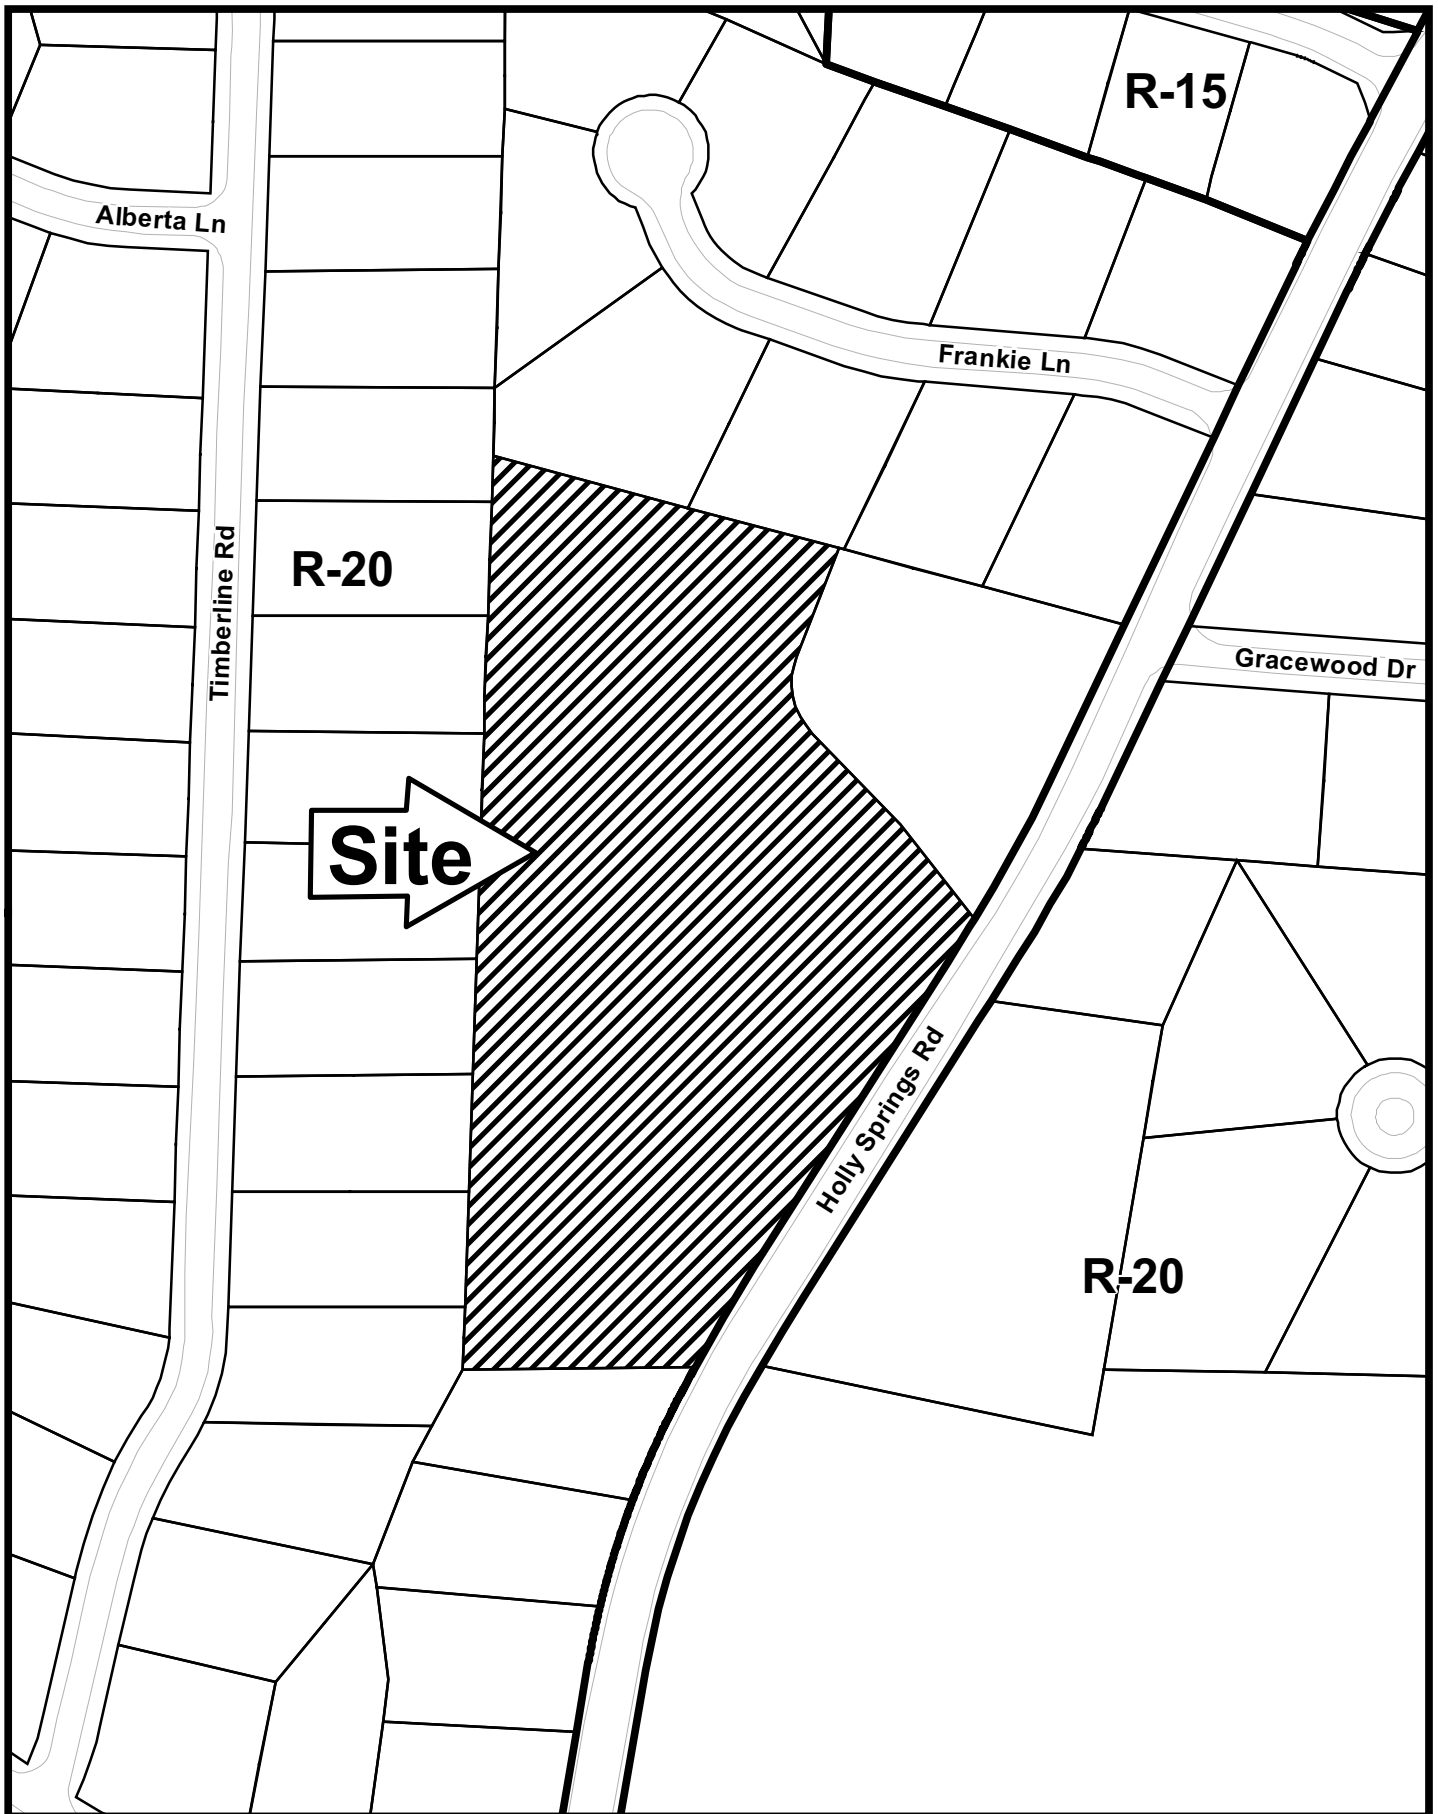 R-15
Alberta Ln
Frankie Ln
Timberline Rd
R-20
Gracewood Dr
Site
Holly Springs Rd
R-20